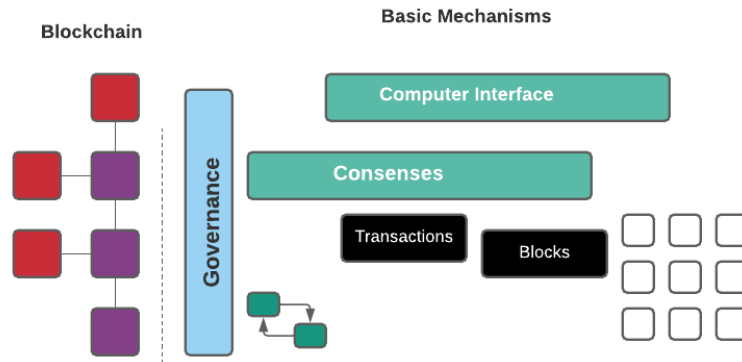 Basic Mechanisms
Blockchain
Computer Interface
Governance
Consenses
Transactions
Blocks